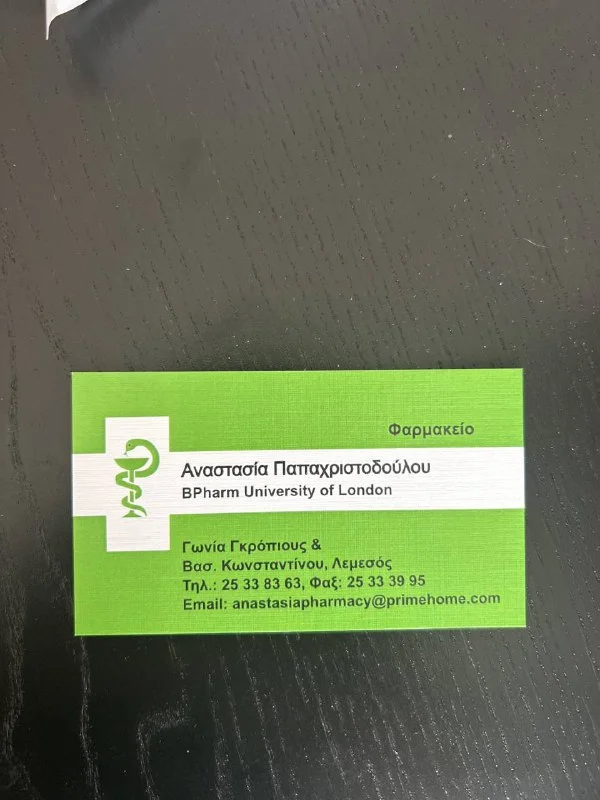 Φαρμακείο
Αναστασία Παπαχριστοδούλου
BPharm University of London
Γωνία Γκρόπιους &
Βασ. Κωνσταντίνου, Λεμεσός
Τηλ.: 25 33 83 63, Φαξ: 25 33 39 95
Email: anastasiapharmacy@primehome.com